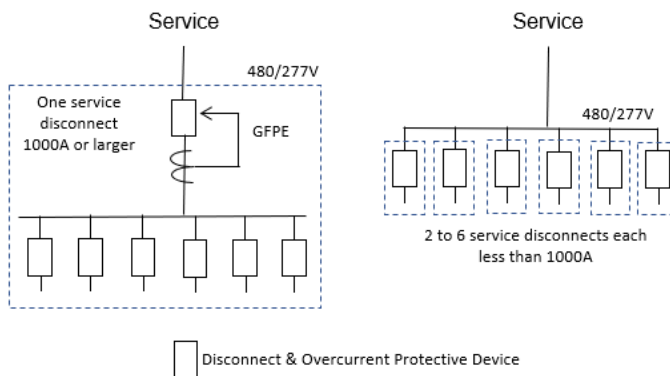 Service
480/277V
One service
disconnect
1000A or larger
GFPE
Service
480/277V
2 to 6 service disconnects each
less than 1000A
Disconnect & Overcurrent Protective Device